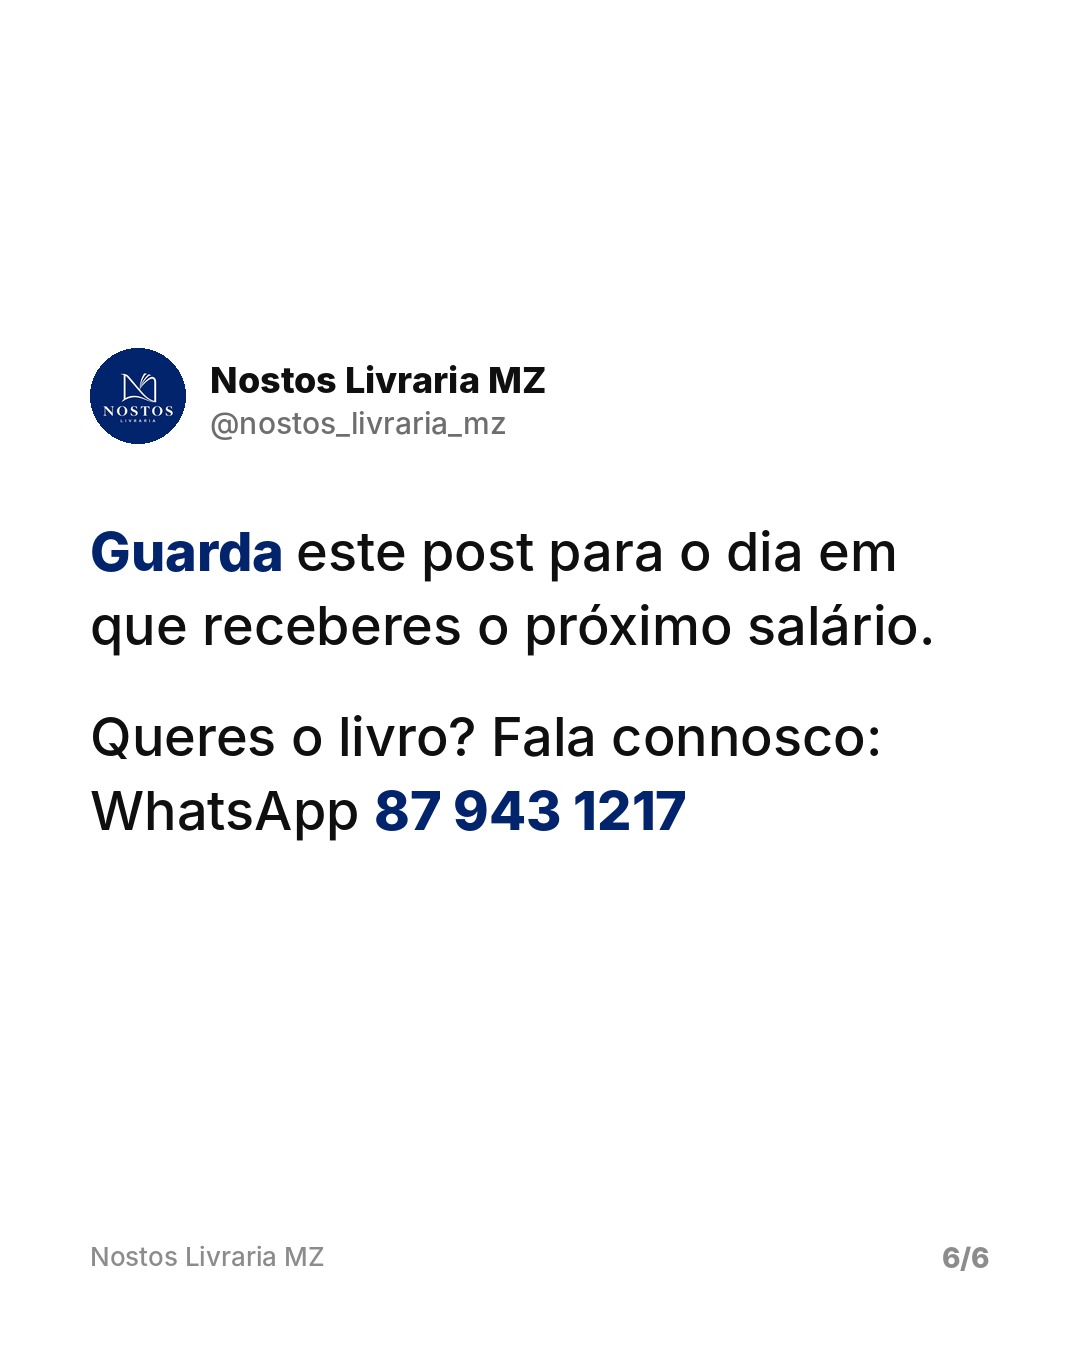 NOSTOS
LIVRARIA
Nostos Livraria MZ
@nostos_livraria_mz
Guarda este post para o dia em
que receberes o próximo salário.
Queres o livro? Fala connosco:
WhatsApp 87 943 1217
Nostos Livraria MZ
6/6